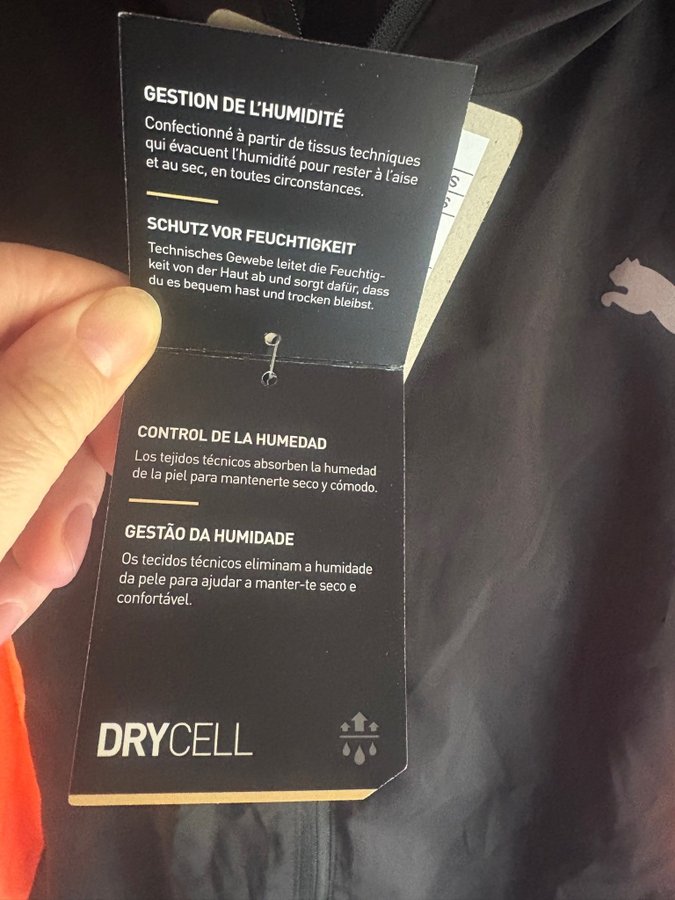 GESTION DE L'HUMIDITÉ
Confectionné à partir de tissus techniques
qui évacuent l'humidité pour rester à l'aise
et au sec, en toutes circonstances.
SCHUTZ VOR FEUCHTIGKEIT
Technisches Gewebe leitet die Feuchtig-
keit von der Haut ab und sorgt dafür, dass
du es bequem hast und trocken bleibst.
CONTROL DE LA HUMEDAD
Los tejidos técnicos absorben la humedad
de la piel para mantenerte seco y cómodo.
GESTÃO DA HUMIDADE
Os tecidos técnicos eliminam a humidade
da pele para ajudar a manter-te seco e
confortável.
DRYCELL